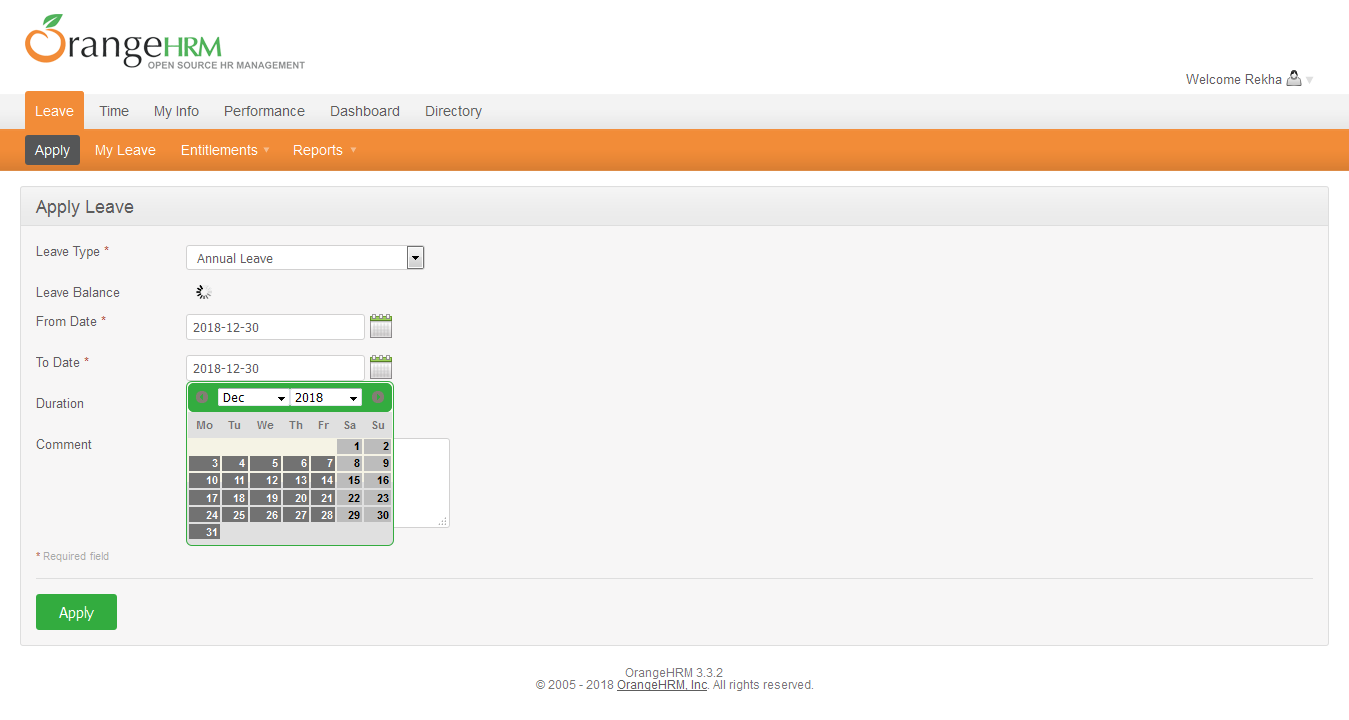 OrangeHRM
OPEN SOURCE HR MANAGEMENT
Welcome Rekha
Leave Time My Info Performance Dashboard Directory
Apply My Leave Entitlements Reports
Apply Leave
Leave Type * Annual Leave
Leave Balance
From Date * 2018-12-30
To Date * 2018-12-30
Dec 2018
Duration
Mo Tu We Th Fr Sa Su
Comment
1 2
3 4 5 6 7 8 9
10 11 12 13 14 15 16
17 18 19 20 21 22 23
24 25 26 27 28 29 30
31
* Required field
Apply
OrangeHRM 3.3.2
© 2005 - 2018 OrangeHRM, Inc. All rights reserved.